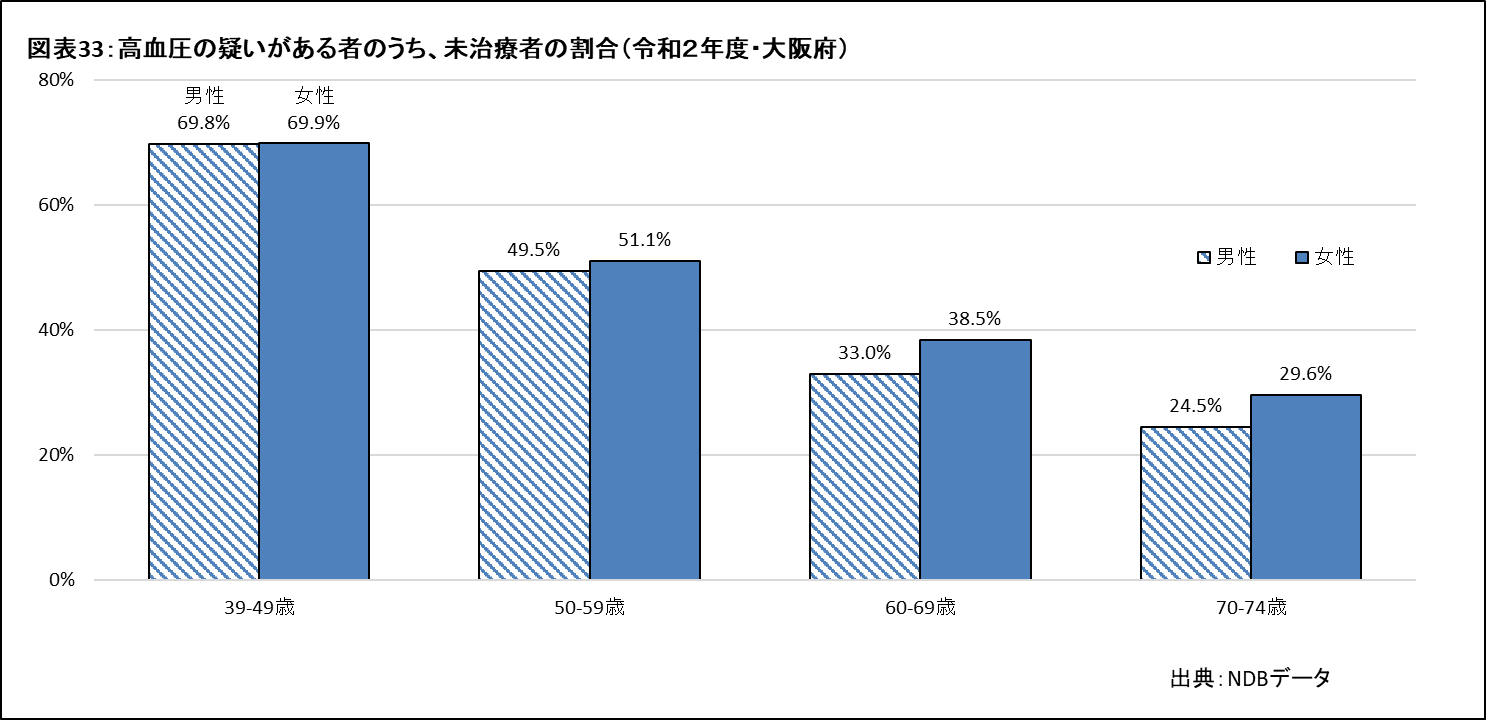 図表33：高血圧の疑いがある者のうち、未治療者の割合（令和２年度・大阪府）
80%
男性 女性
69.8% 69.9%
60%
49.5% 51.1%
男性 女性
40%
33.0% 38.5%
24.5% 29.6%
20%
0%
39-49歳 50-59歳 60-69歳 70-74歳
出典：NDBデータ